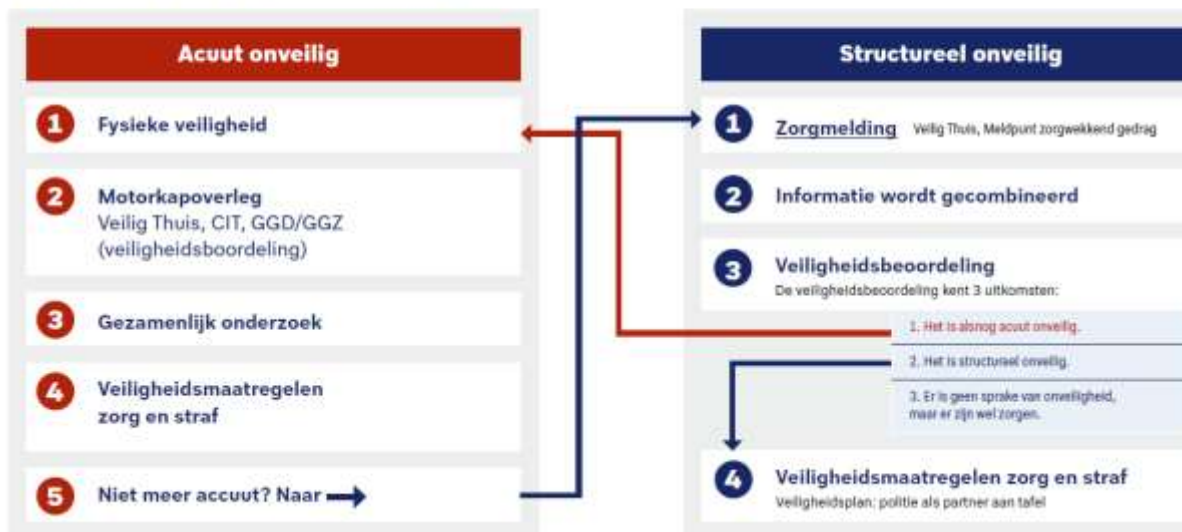 Acuut onveilig
1 Fysieke veiligheid
2 Motorkapoverleg
Veilig Thuis, CIT, GGD/GGZ
(veiligheidsboordeling)
3 Gezamenlijk onderzoek
4 Veiligheidsmaatregelen
zorg en straf
5 Niet meer accuut? Naar
Structureel onveilig
1 Zorgmelding Veilig Thuis, Meldpunt zorgwekkend gedrag
2 Informatie wordt gecombineerd
3 Veiligheidsbeoordeling
De veiligheidsbeoordeling kent 3 uitkomsten:
1. Het is alsnog acuut onveilig.
2. Het is structureel onveilig.
3. Er is geen sprake van onveiligheid,
maar er zijn wel zorgen.
4 Veiligheidsmaatregelen zorg en straf
Veiligheidsplan: politie als partner aan tafel